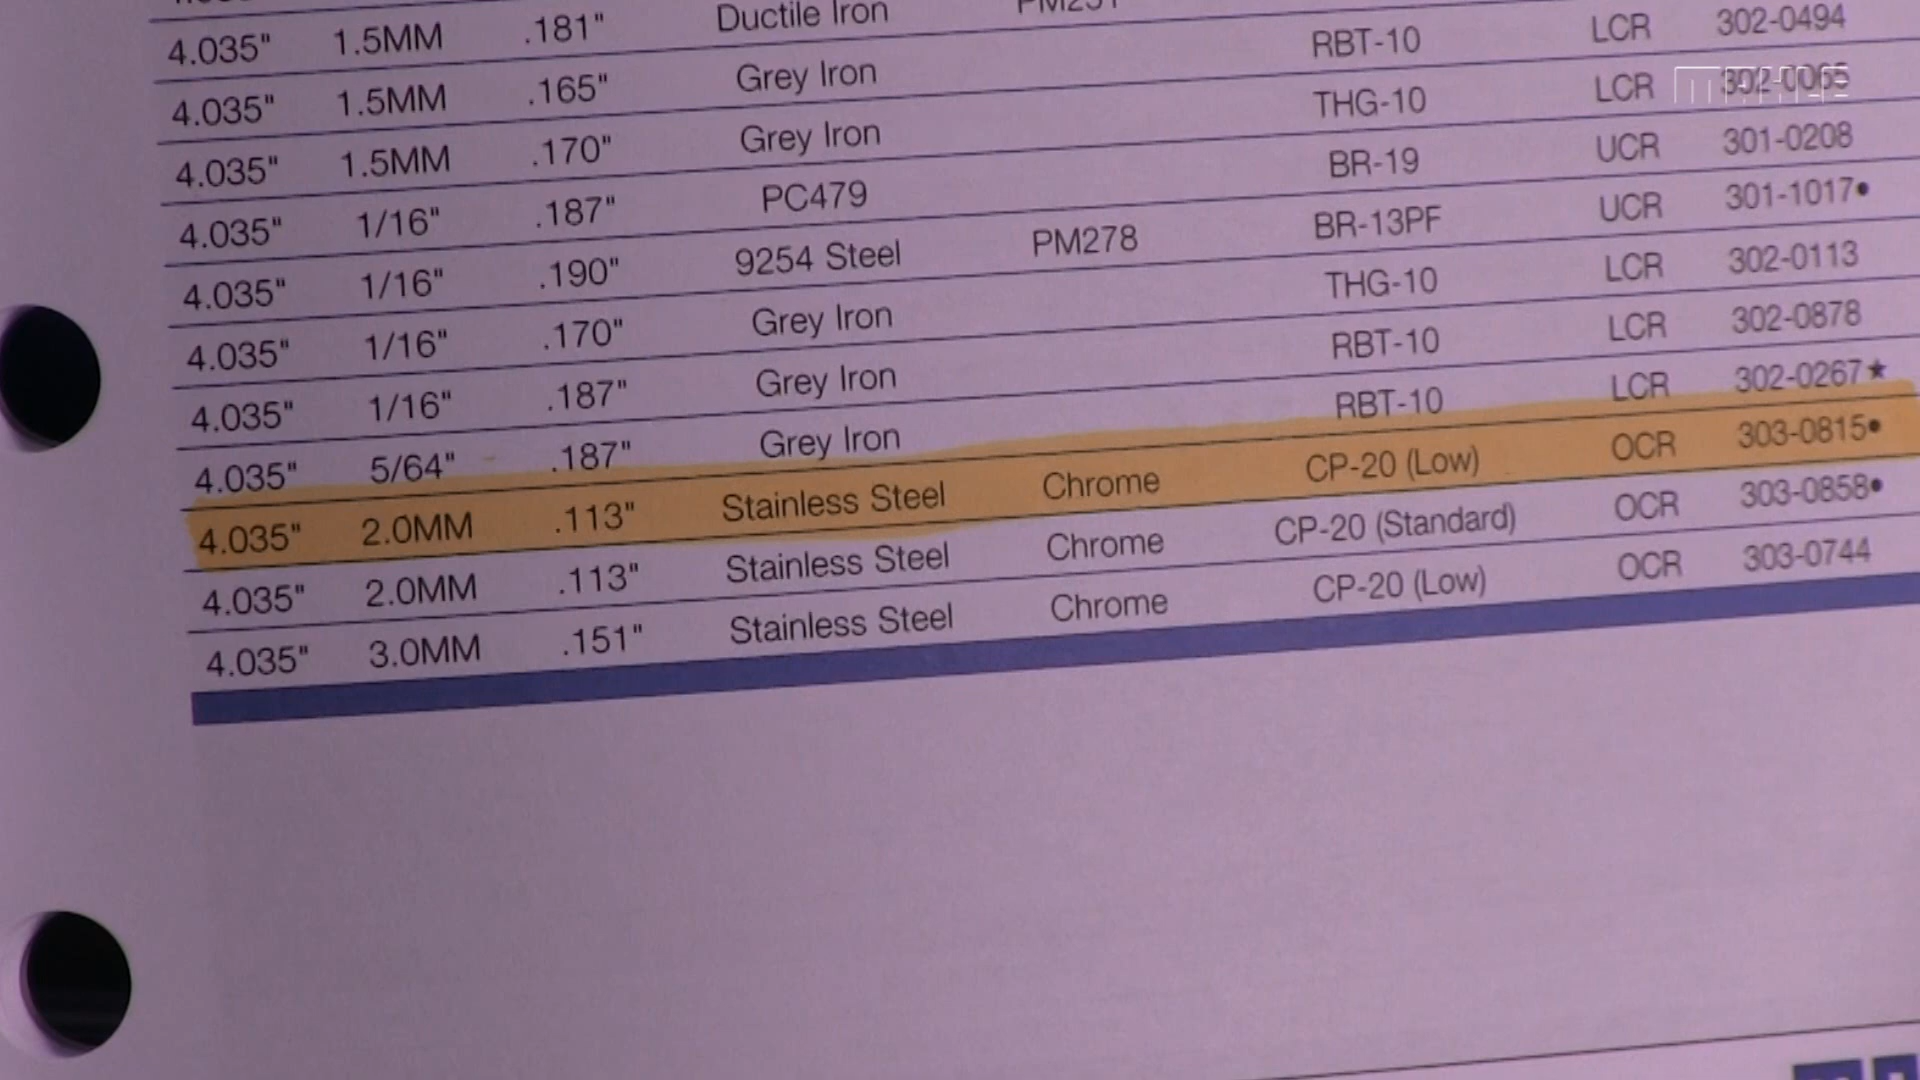 4.035" 1.5MM .181" Ductile Iron
4.035" 1.5MM .165" Grey Iron RBT-10 LCR 302-0494
4.035" 1.5MM .170" Grey Iron THG-10 LCR 302-0065
4.035" 1/16" .187" PC479 BR-19 UCR 301-0208
4.035" 1/16" .190" 9254 Steel PM278 BR-13PF UCR 301-1017•
4.035" 1/16" .170" Grey Iron THG-10 LCR 302-0113
4.035" 1/16" .187" Grey Iron RBT-10 LCR 302-0878
4.035" 5/64" .187" Grey Iron RBT-10 LCR 302-0267★
4.035" 2.0MM .113" Stainless Steel Chrome CP-20 (Low) OCR 303-0815•
4.035" 2.0MM .113" Stainless Steel Chrome CP-20 (Standard) OCR 303-0858•
4.035" 3.0MM .151" Stainless Steel Chrome CP-20 (Low) OCR 303-0744